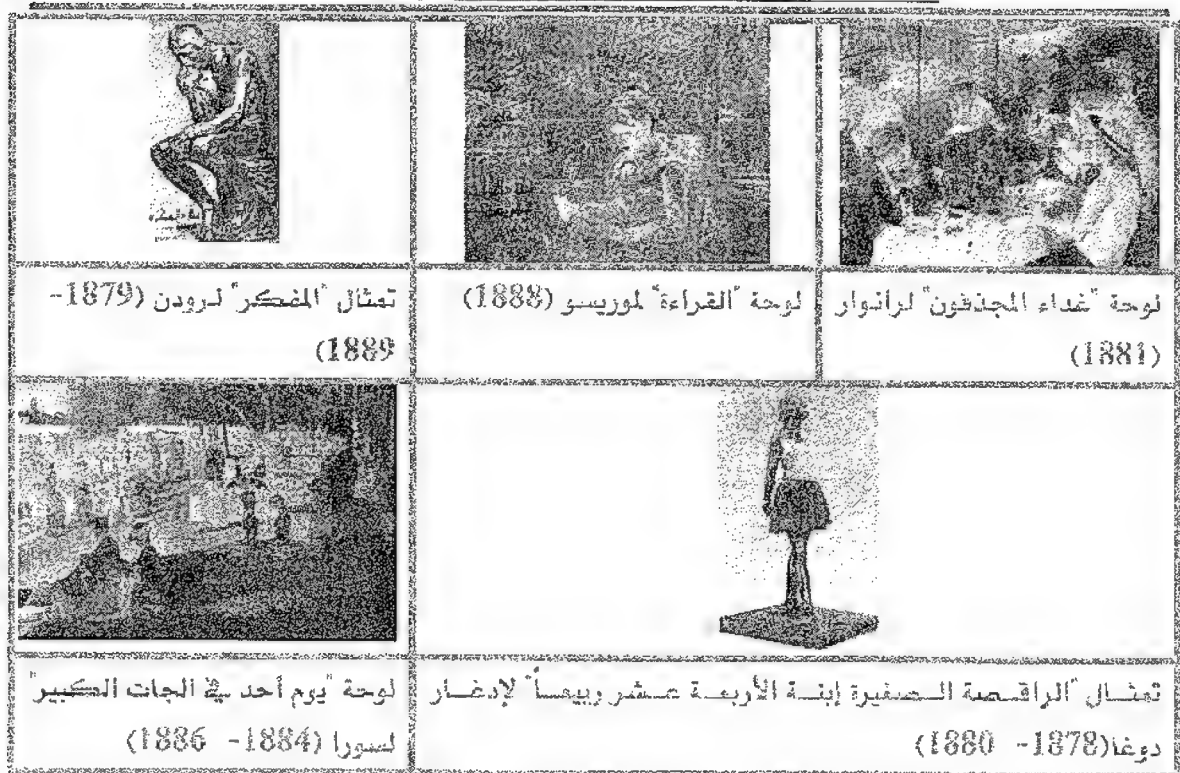 لوحة "غداء المجذفون" لرانوار
(1881)
لوحة "القراءة" لموريسو (1888)
تمثال "المفكر" لرودن (1879-
1889)
تمثال "الراقصة الصغيرة إبنة الأربعة عشر ربيعاً" لإدغار
دوغا(1878- 1880)
لوحة "يوم أحد في الجات الكبير"
لسورا (1884- 1886)